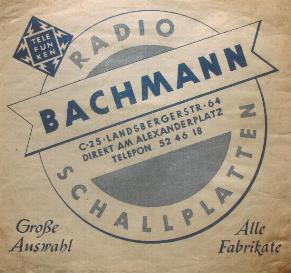 TELE
FUN
KEN
RADIO
BACHMANN
C-25·LANDSBERGERSTR·64
DIREKT AM ALEXANDERPLATZ
TELEFON 52 46 18
SCHALLPLATTEN
Große
Auswahl
Alle
Fabrikate